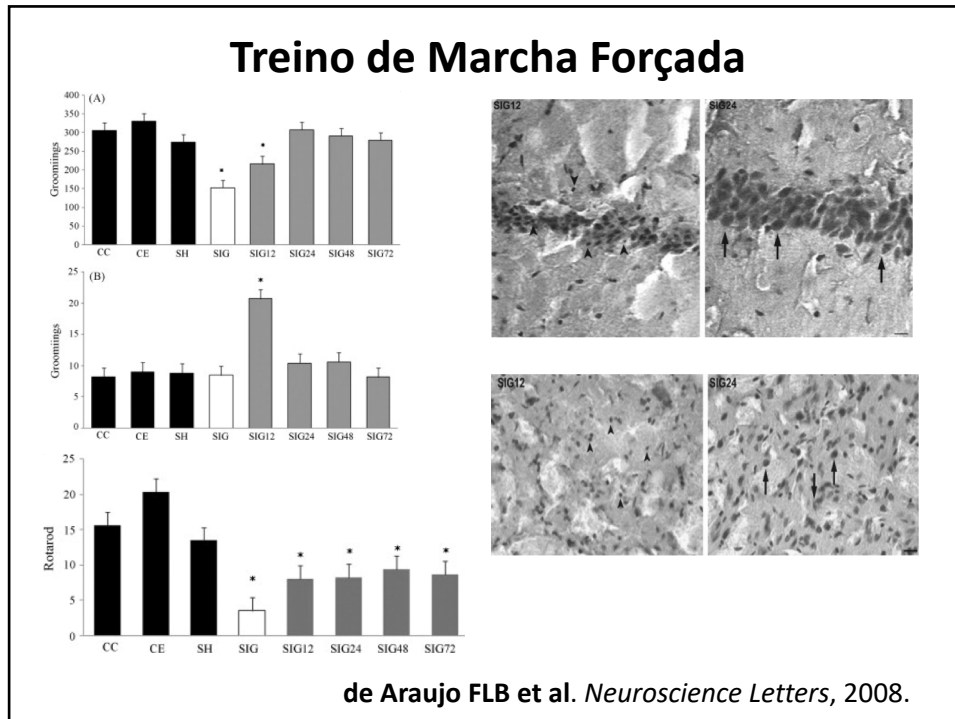 Treino de Marcha Forçada
(A)
Groomiings
400
350
300
250
200
150
100
50
0
* *
CC CE SH SIG SIG12 SIG24 SIG48 SIG72
(B)
Groomiings
25
20
15
10
5
0
*
CC CE SH SIG SIG12 SIG24 SIG48 SIG72
Rotarod
25
20
15
10
5
0
* * * * *
CC CE SH SIG SIG12 SIG24 SIG48 SIG72
SIG12 SIG24
SIG12 SIG24
de Araujo FLB et al. Neuroscience Letters, 2008.